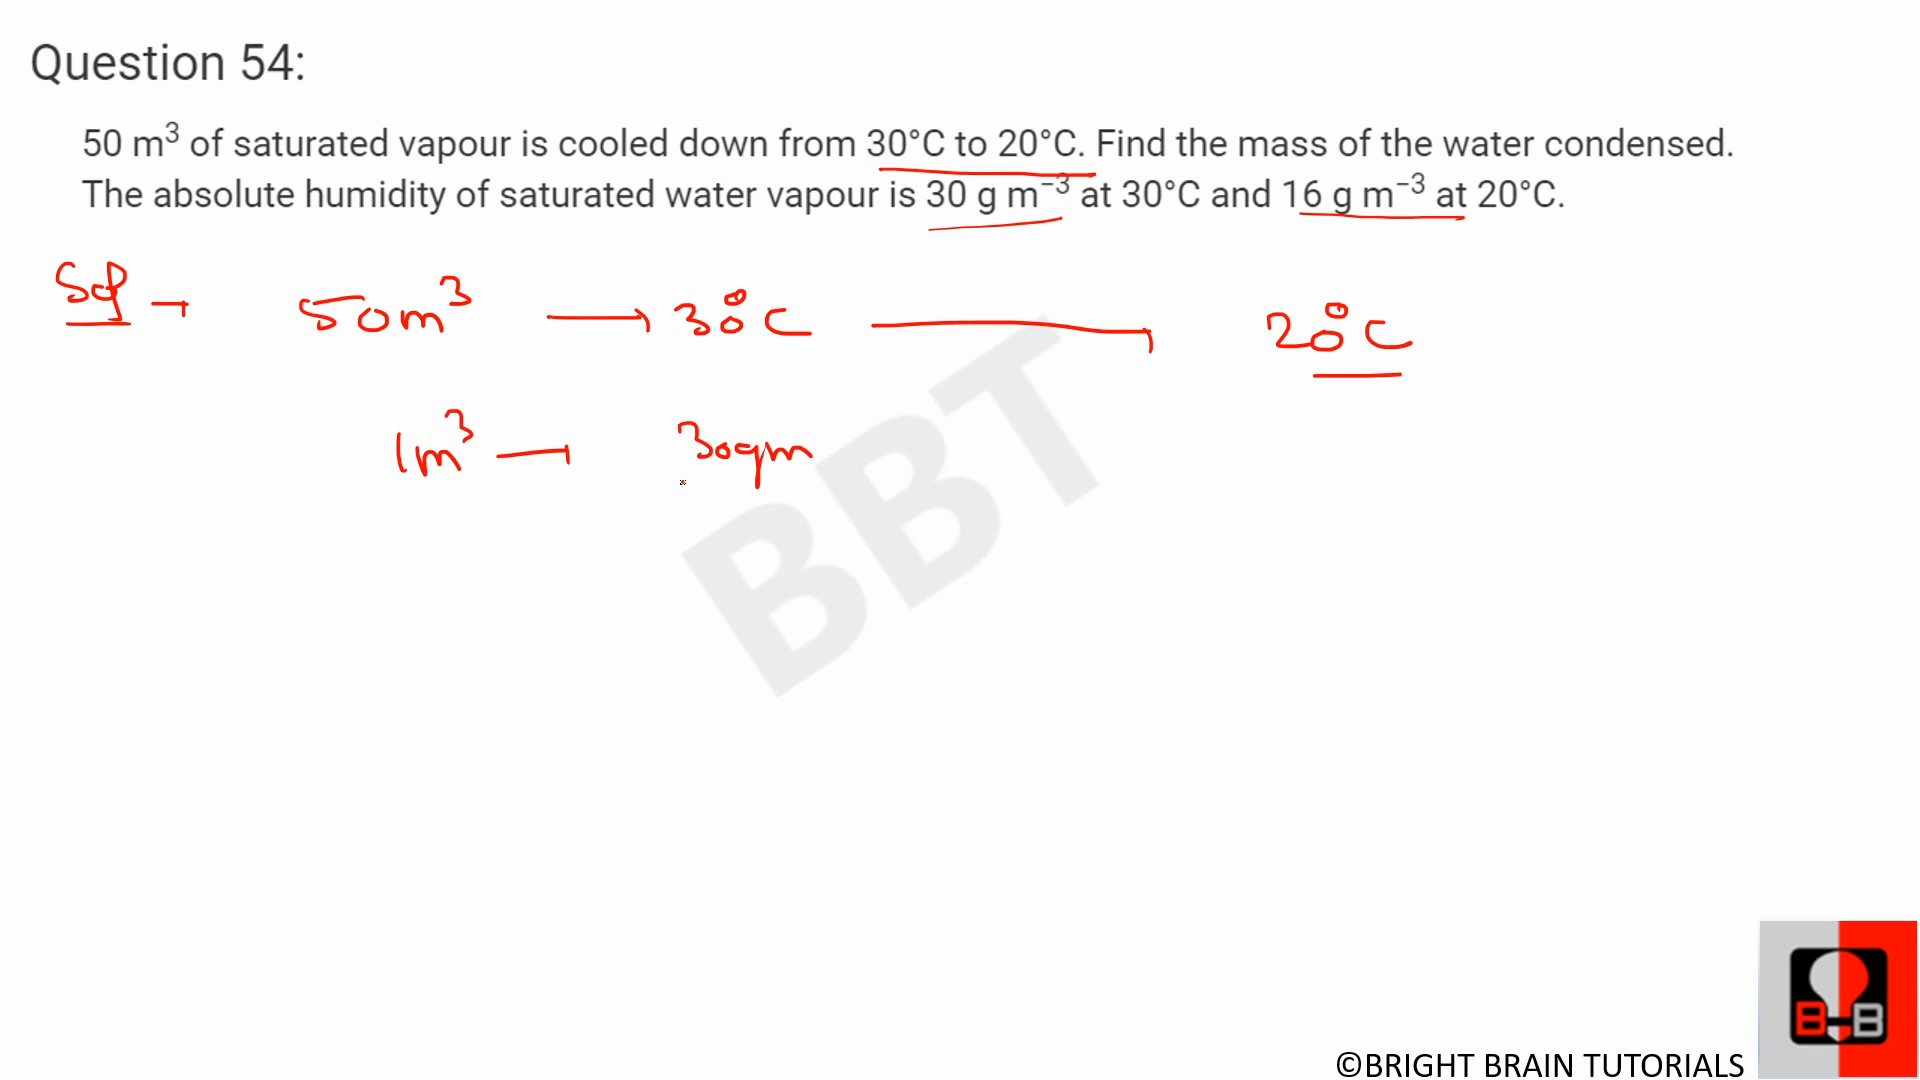 Question 54:
50 m³ of saturated vapour is cooled down from 30°C to 20°C. Find the mass of the water condensed.
The absolute humidity of saturated water vapour is 30 g m⁻³ at 30°C and 16 g m⁻³ at 20°C.
Sol → 50m³ → 30°C → 20°C
1m³ → 30gm
BBT
B-B
©BRIGHT BRAIN TUTORIALS